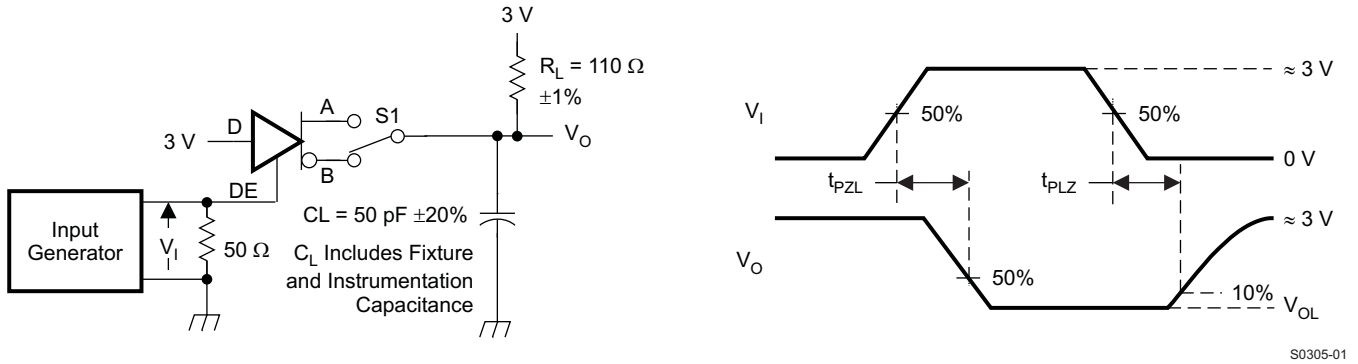 3 V
R_L = 110 Ω
±1%
A
S1
D
3 V
V_O
B
DE
Input
Generator
V_I
50 Ω
CL = 50 pF ±20%
C_L Includes Fixture
and Instrumentation
Capacitance
≈ 3 V
V_I
50%
50%
0 V
t_PZL
t_PLZ
≈ 3 V
V_O
50%
10%
V_OL
S0305-01